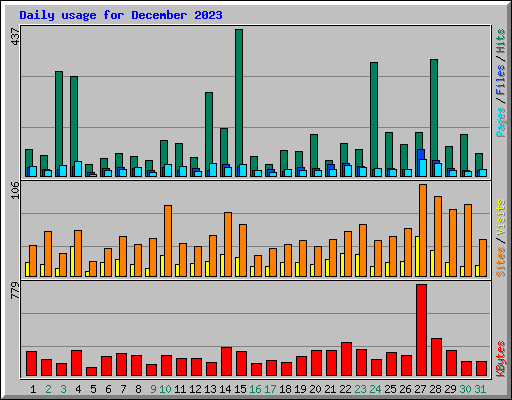 Daily usage for December 2023
437
Pages / Files / Hits
106
Sites / Visits
779
KBytes
1 2 3 4 5 6 7 8 9 10 11 12 13 14 15 16 17 18 19 20 21 22 23 24 25 26 27 28 29 30 31